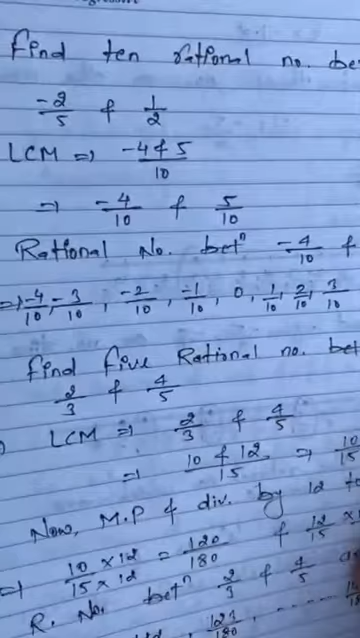 Find ten rational no. be
-2/5 & 1/2
LCM => -4 & 5/10
=> -4/10 & 5/10
Rational No. betⁿ -4/10 &
=> -4/10, -3/10, -2/10, -1/10, 0, 1/10, 2/10, 3/10
Find five Rational no. bet
2/3 & 4/5
LCM => 2/3 & 4/5
=> 10 & 12/15 => 10/15
Now, M.P & div. by 12 to
=> 10 × 12/15 × 12 = 120/180 & 12/15 ×
R. No. betⁿ 2/3 & 4/5
121/180, ------